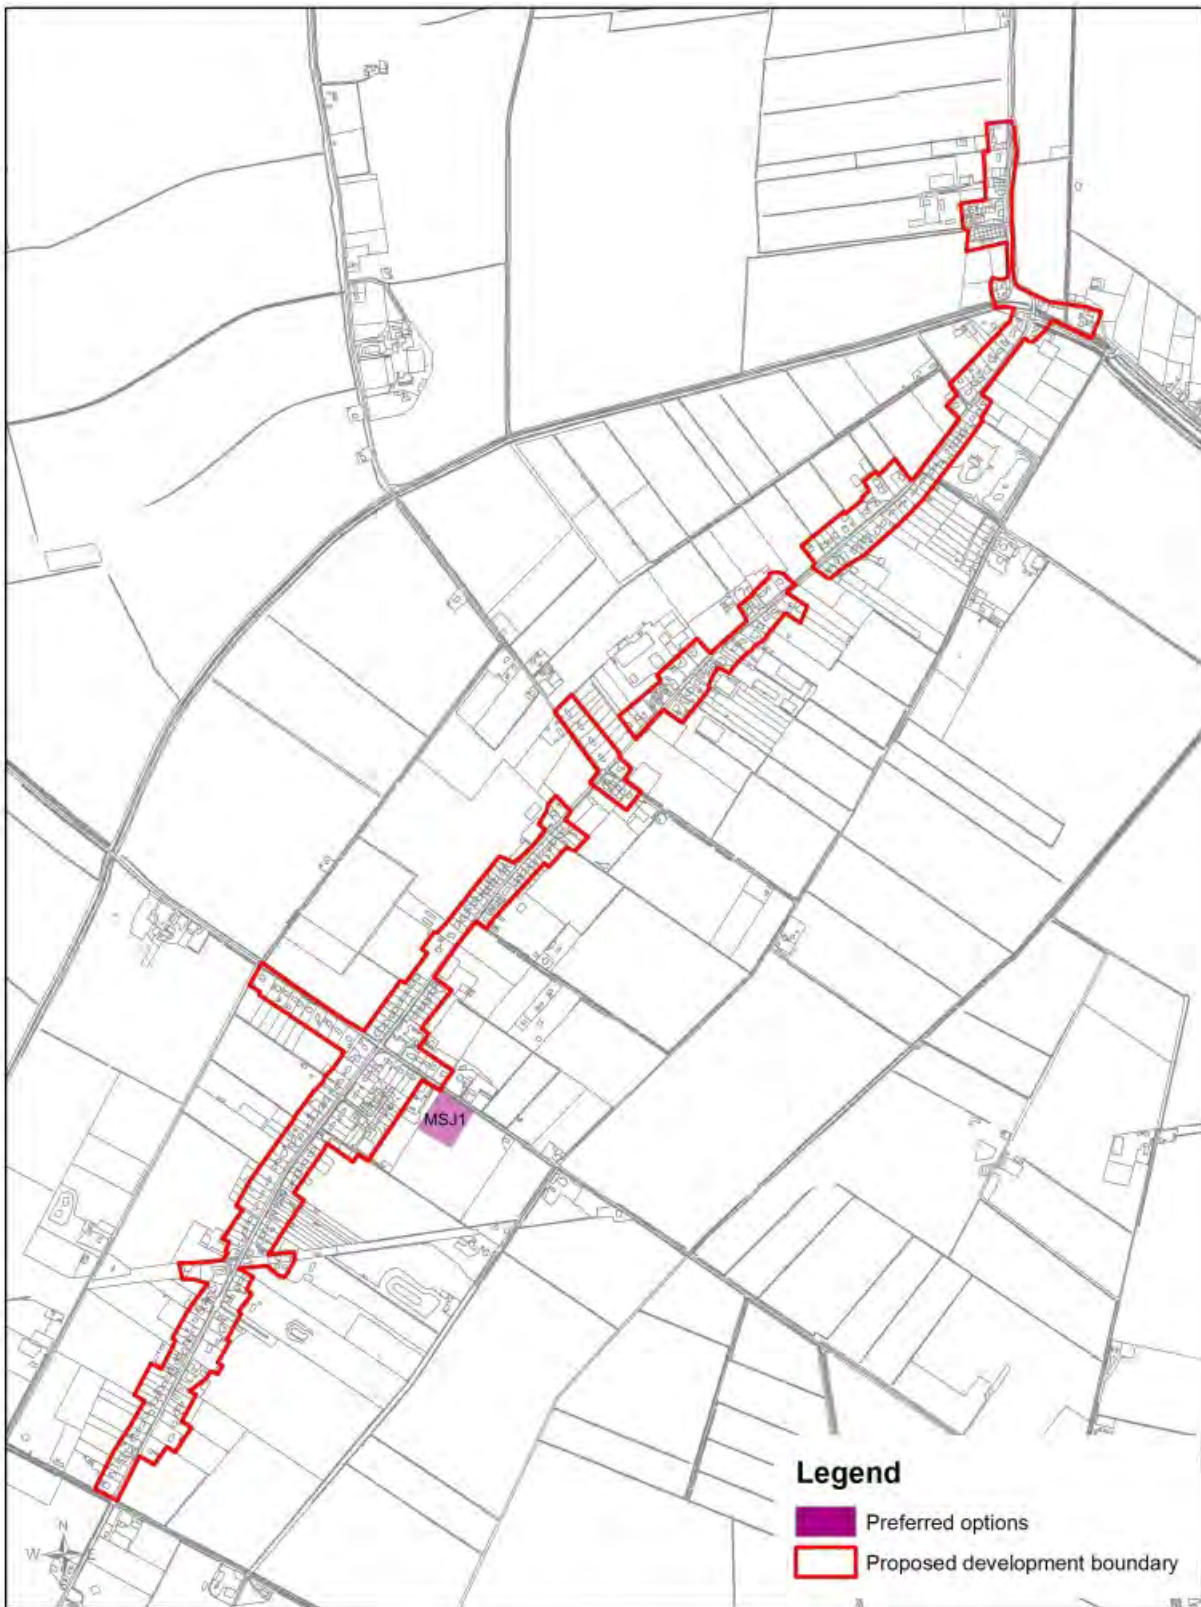 MSJ1
Legend
Preferred options
Proposed development boundary
N
W E